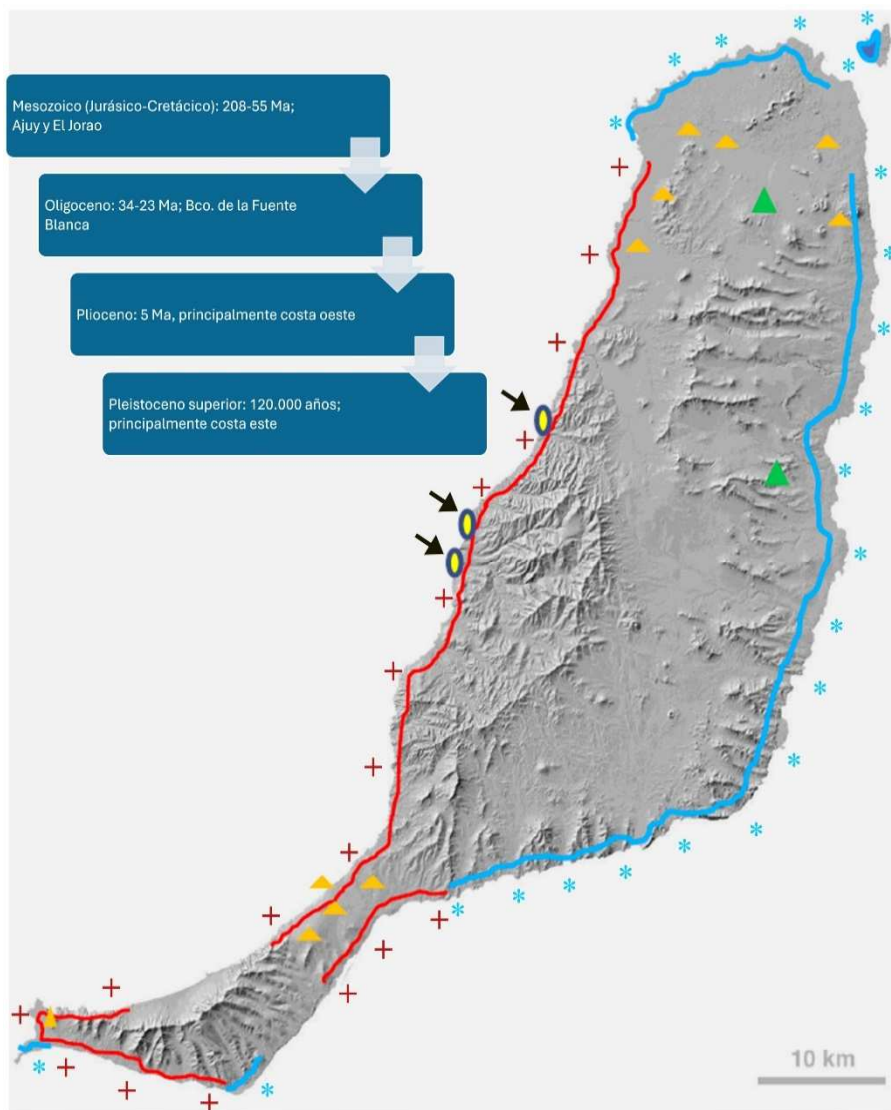 Mesozoico (Jurásico-Cretácico): 208-55 Ma;
Ajuy y El Jorao
Oligoceno: 34-23 Ma; Bco. de la Fuente
Blanca
Plioceno: 5 Ma, principalmente costa oeste
Pleistoceno superior: 120.000 años;
principalmente costa este
10 km